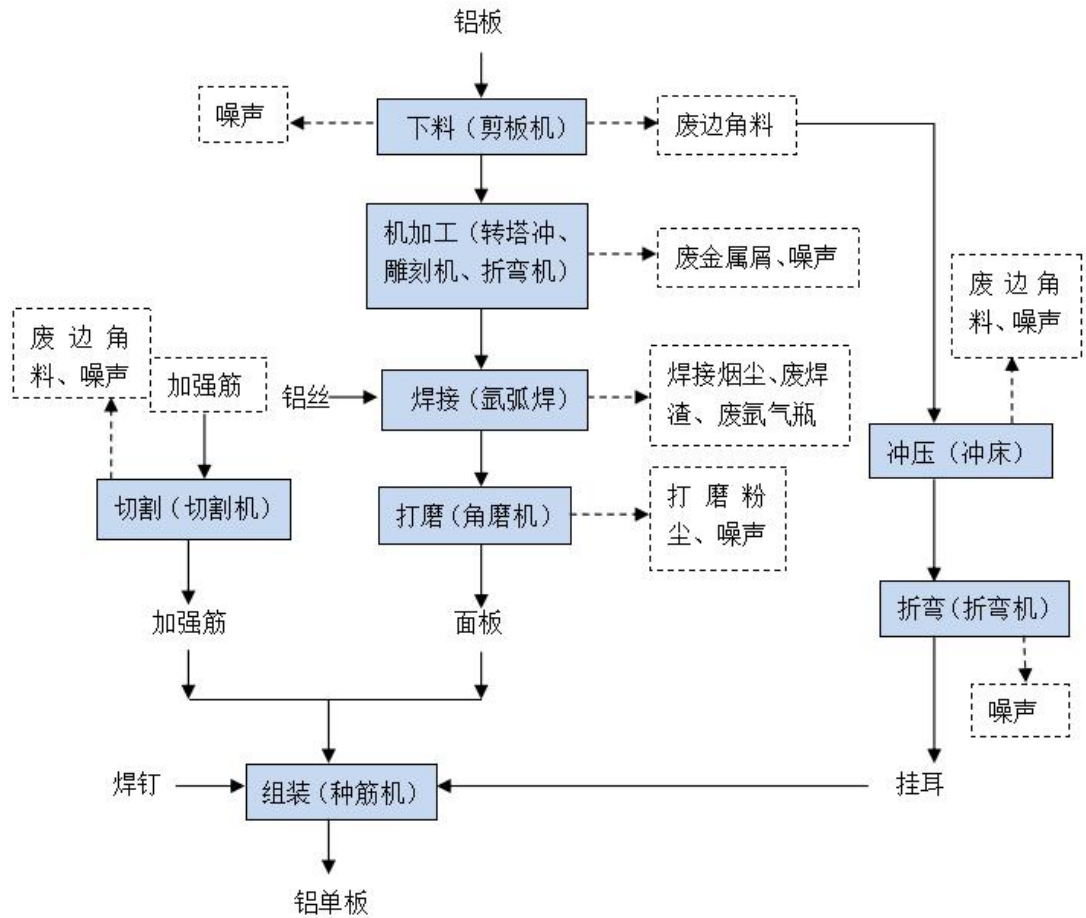 铝板
噪声
下料（剪板机）
废边角料
机加工（转塔冲、
雕刻机、折弯机）
废金属屑、噪声
废边角
料、噪声
废边角
料、噪声
加强筋
铝丝
焊接（氩弧焊）
焊接烟尘、废焊
渣、废氩气瓶
冲压（冲床）
切割（切割机）
打磨（角磨机）
打磨粉
尘、噪声
折弯（折弯机）
加强筋
面板
噪声
焊钉
组装（种筋机）
挂耳
铝单板